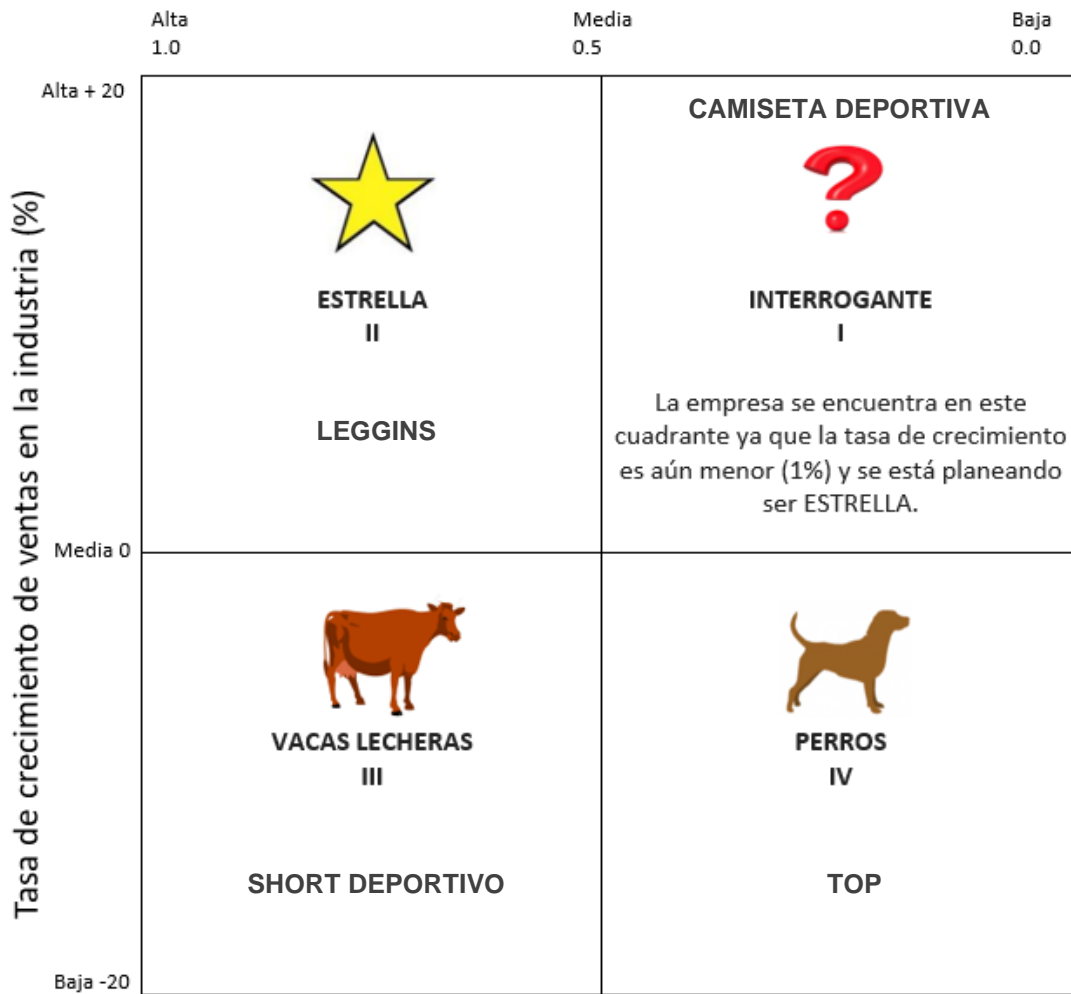 Alta
1.0
Media
0.5
Baja
0.0
Tasa de crecimiento de ventas en la industria (%)
Alta + 20
CAMISETA DEPORTIVA
ESTRELLA
II
INTERROGANTE
I
LEGGINS
La empresa se encuentra en este
cuadrante ya que la tasa de crecimiento
es aún menor (1%) y se está planeando
ser ESTRELLA.
Media 0
VACAS LECHERAS
III
PERROS
IV
SHORT DEPORTIVO
TOP
Baja -20